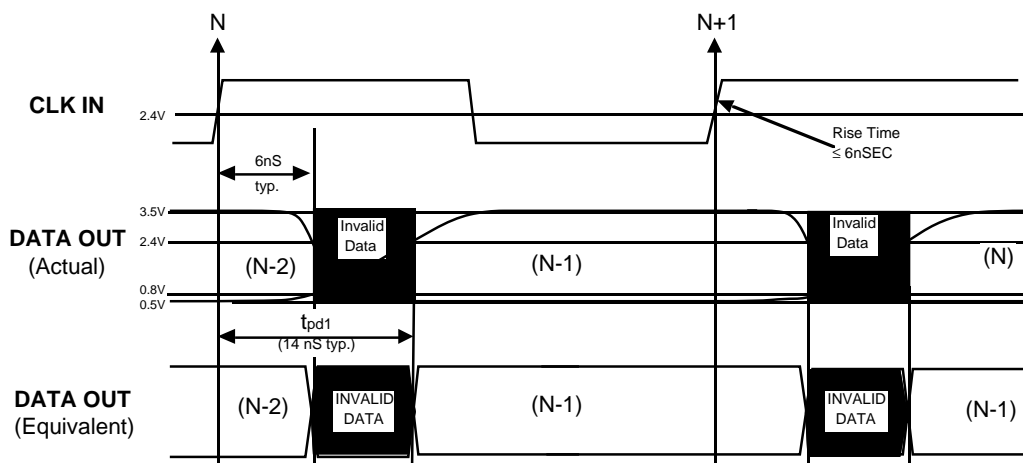 N
N+1
CLK IN
2.4V
Rise Time
≤ 6nSEC
6nS
typ.
3.5V
Invalid
Data
Invalid
Data
DATA OUT
(Actual)
2.4V
(N-2)
(N-1)
(N)
0.8V
0.5V
tpd1
(14 nS typ.)
DATA OUT
(Equivalent)
(N-2)
INVALID
DATA
(N-1)
INVALID
DATA
(N-1)